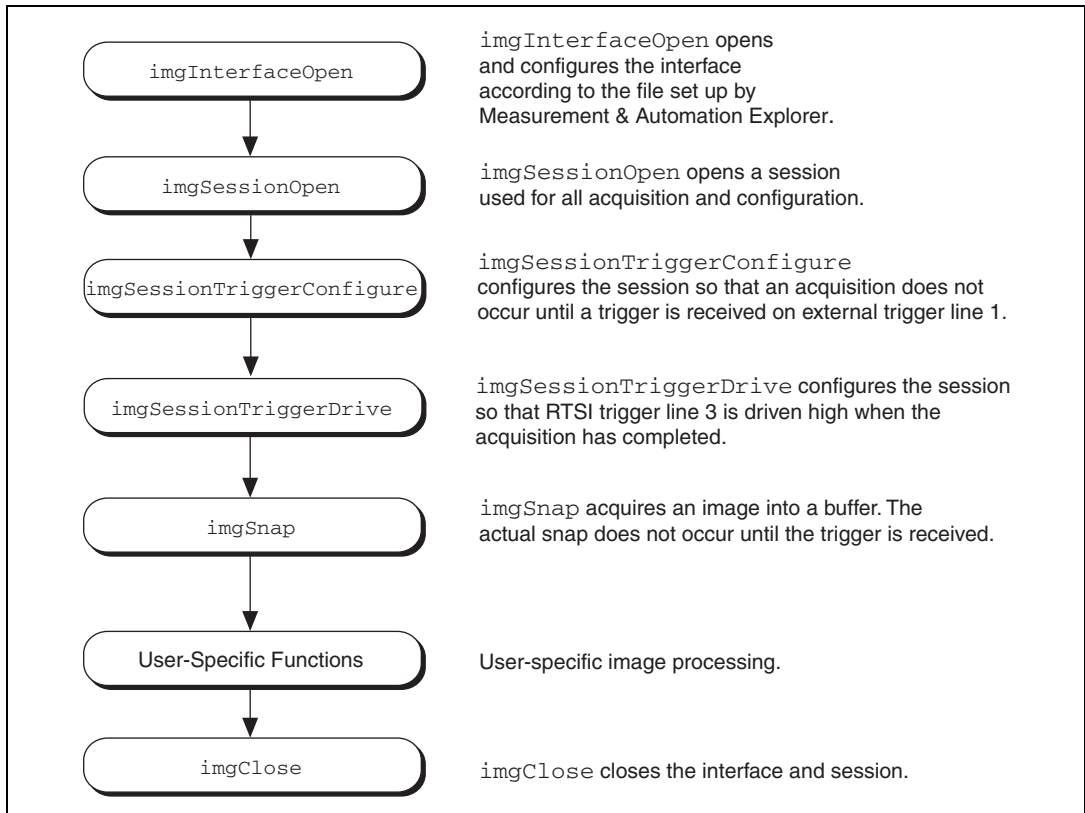 imgInterfaceOpen
imgInterfaceOpen opens
and configures the interface
according to the file set up by
Measurement & Automation Explorer.
imgSessionOpen
imgSessionOpen opens a session
used for all acquisition and configuration.
imgSessionTriggerConfigure
imgSessionTriggerConfigure
configures the session so that an acquisition does not
occur until a trigger is received on external trigger line 1.
imgSessionTriggerDrive
imgSessionTriggerDrive configures the session
so that RTSI trigger line 3 is driven high when the
acquisition has completed.
imgSnap
imgSnap acquires an image into a buffer. The
actual snap does not occur until the trigger is received.
User-Specific Functions
User-specific image processing.
imgClose
imgClose closes the interface and session.